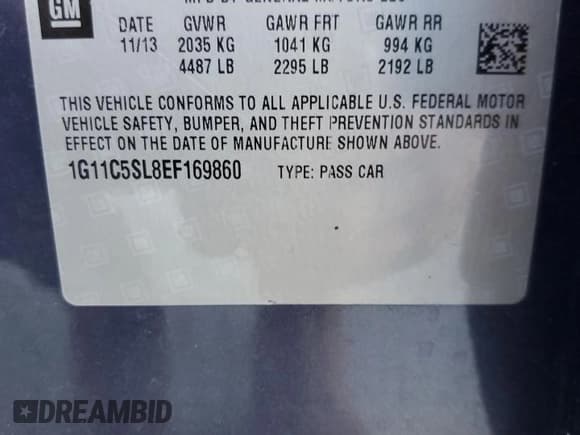 GM
DATE GVWR GAWR FRT GAWR RR
11/13 2035 KG 1041 KG 994 KG
4487 LB 2295 LB 2192 LB
THIS VEHICLE CONFORMS TO ALL APPLICABLE U.S. FEDERAL MOTOR
VEHICLE SAFETY, BUMPER, AND THEFT PREVENTION STANDARDS IN
EFFECT ON THE DATE OF MANUFACTURE SHOWN ABOVE.
1G11C5SL8EF169860 TYPE: PASS CAR
DREAMBID